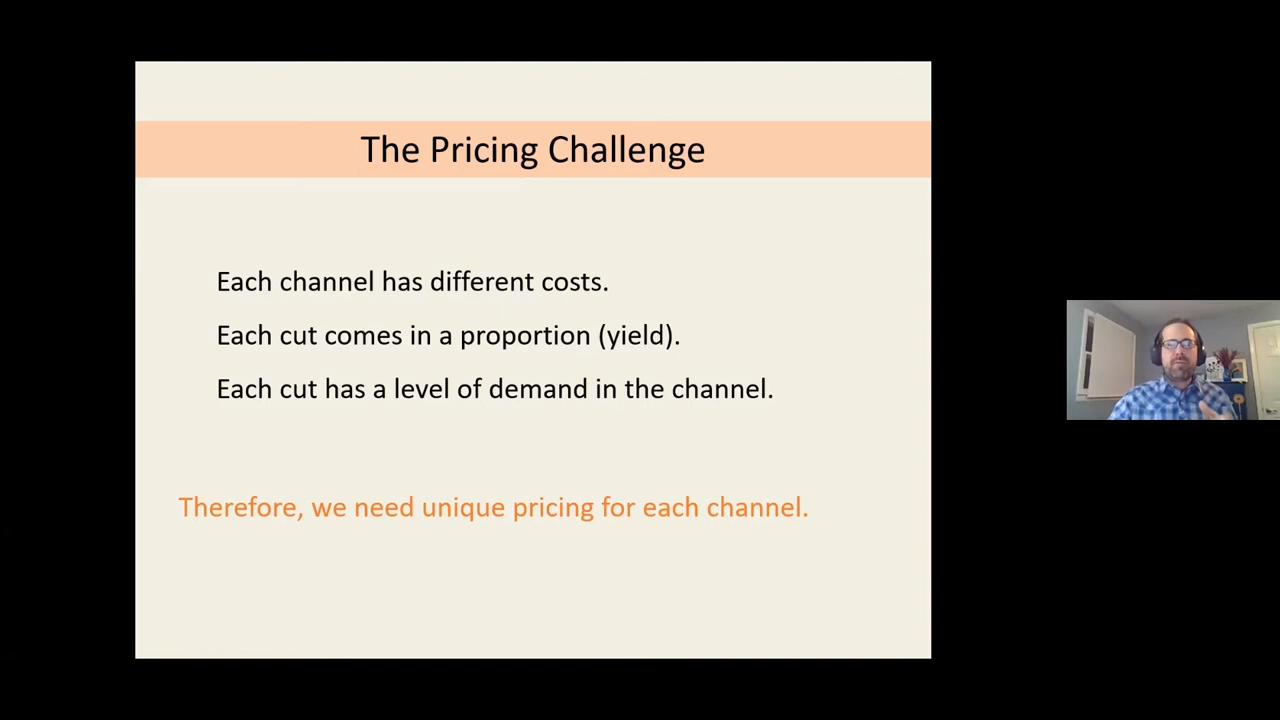 The Pricing Challenge
Each channel has different costs.
Each cut comes in a proportion (yield).
Each cut has a level of demand in the channel.
Therefore, we need unique pricing for each channel.